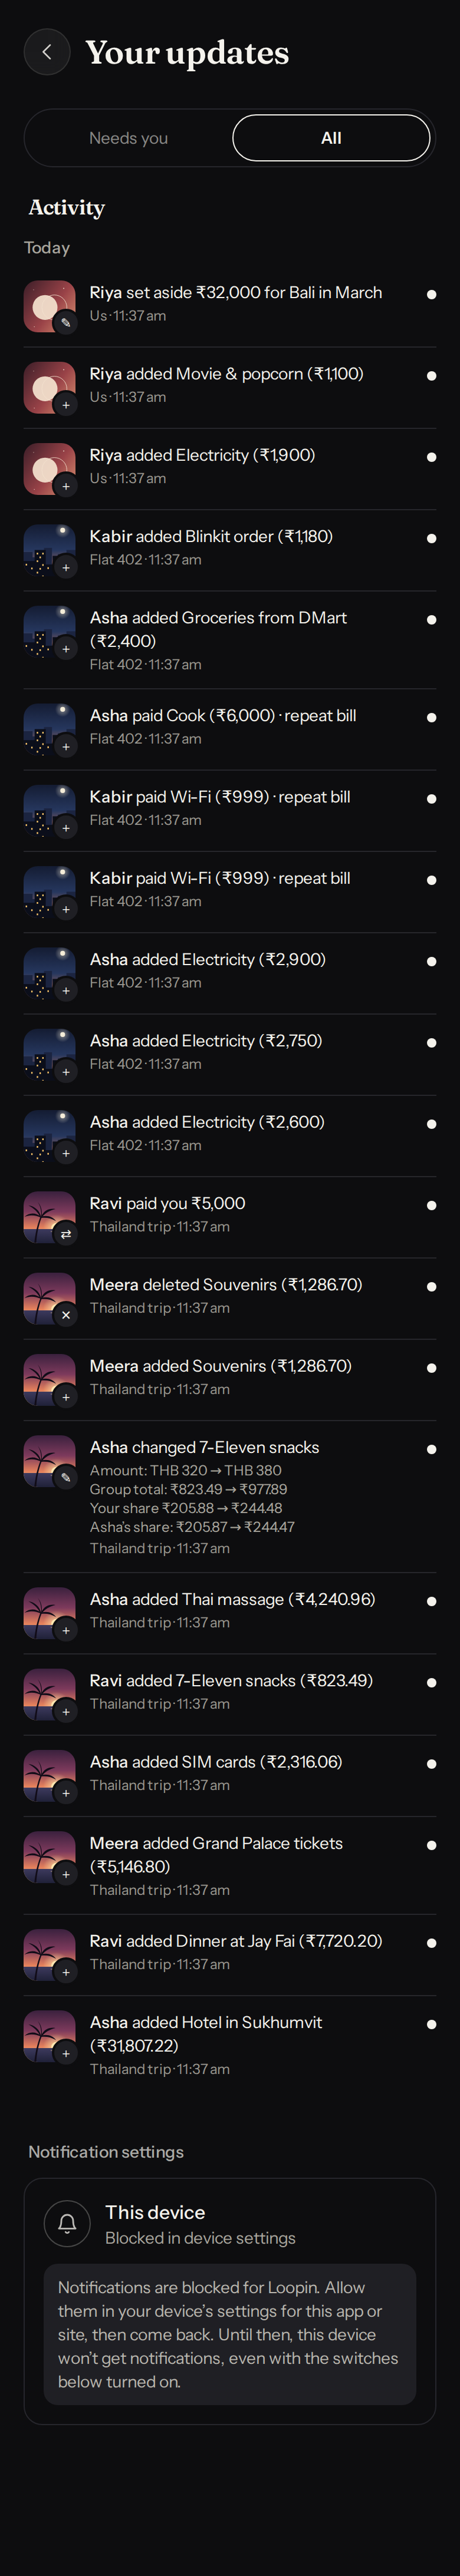 Your updates
Needs you
All
Activity
Today
Riya set aside ₹32,000 for Bali in March
Us · 11:37 am
Riya added Movie & popcorn (₹1,100)
Us · 11:37 am
Riya added Electricity (₹1,900)
Us · 11:37 am
Kabir added Blinkit order (₹1,180)
Flat 402 · 11:37 am
Asha added Groceries from DMart
(₹2,400)
Flat 402 · 11:37 am
Asha paid Cook (₹6,000) · repeat bill
Flat 402 · 11:37 am
Kabir paid Wi-Fi (₹999) · repeat bill
Flat 402 · 11:37 am
Kabir paid Wi-Fi (₹999) · repeat bill
Flat 402 · 11:37 am
Asha added Electricity (₹2,900)
Flat 402 · 11:37 am
Asha added Electricity (₹2,750)
Flat 402 · 11:37 am
Asha added Electricity (₹2,600)
Flat 402 · 11:37 am
Ravi paid you ₹5,000
Thailand trip · 11:37 am
Meera deleted Souvenirs (₹1,286.70)
Thailand trip · 11:37 am
Meera added Souvenirs (₹1,286.70)
Thailand trip · 11:37 am
Asha changed 7-Eleven snacks
Amount: THB 320 → THB 380
Group total: ₹823.49 → ₹977.89
Your share ₹205.88 → ₹244.48
Asha's share: ₹205.87 → ₹244.47
Thailand trip · 11:37 am
Asha added Thai massage (₹4,240.96)
Thailand trip · 11:37 am
Ravi added 7-Eleven snacks (₹823.49)
Thailand trip · 11:37 am
Asha added SIM cards (₹2,316.06)
Thailand trip · 11:37 am
Meera added Grand Palace tickets
(₹5,146.80)
Thailand trip · 11:37 am
Ravi added Dinner at Jay Fai (₹7,720.20)
Thailand trip · 11:37 am
Asha added Hotel in Sukhumvit
(₹31,807.22)
Thailand trip · 11:37 am
Notification settings
This device
Blocked in device settings
Notifications are blocked for Loopin. Allow
them in your device's settings for this app or
site, then come back. Until then, this device
won't get notifications, even with the switches
below turned on.